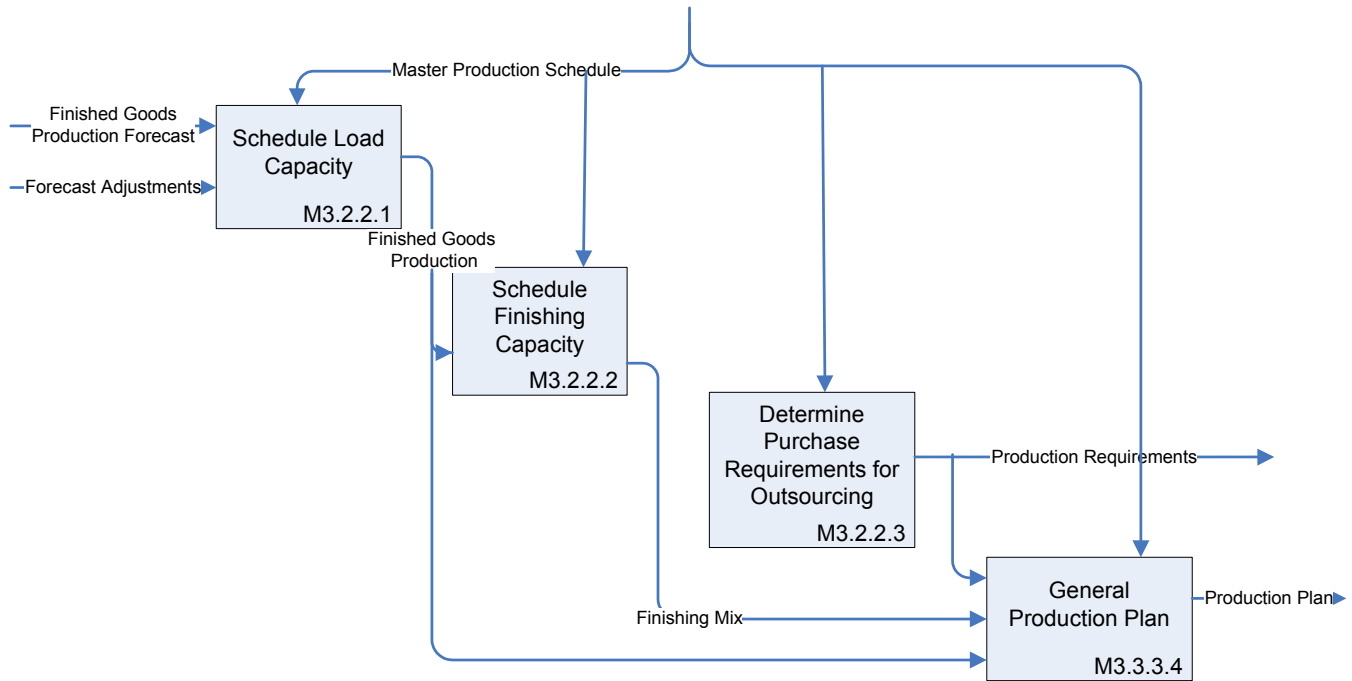 Master Production Schedule
Finished Goods
Production Forecast
Forecast Adjustments
Schedule Load
Capacity
M3.2.2.1
Finished Goods
Production
Schedule
Finishing
Capacity
M3.2.2.2
Determine
Purchase
Requirements for
Outsourcing
M3.2.2.3
Production Requirements
Finishing Mix
General
Production Plan
M3.3.3.4
Production Plan